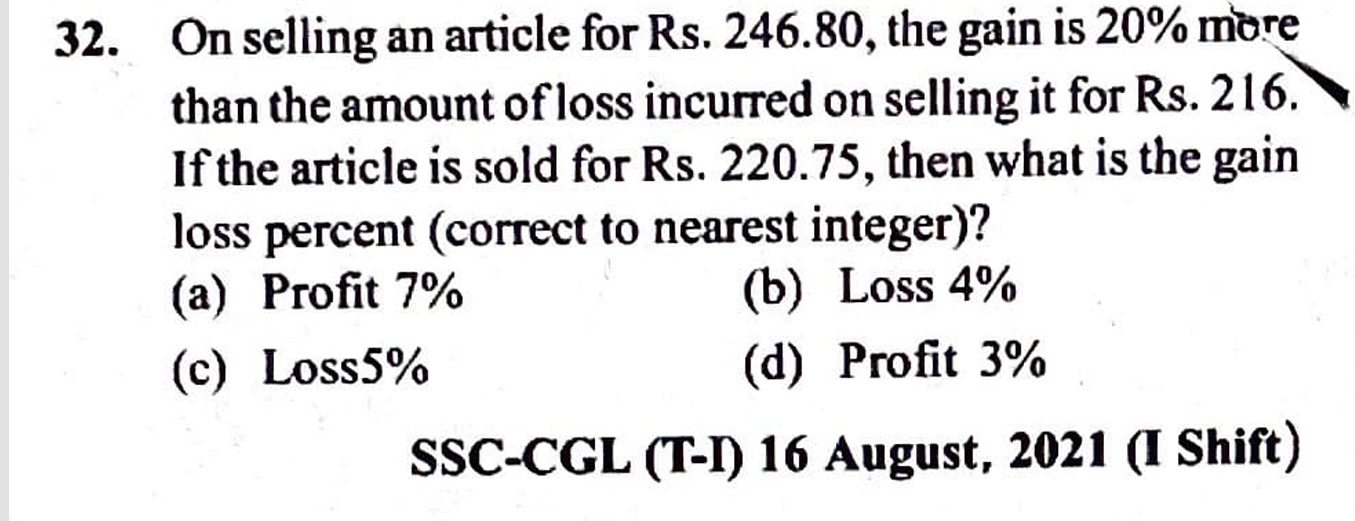 32. On selling an article for Rs. 246.80, the gain is 20% more
than the amount of loss incurred on selling it for Rs. 216.
If the article is sold for Rs. 220.75, then what is the gain
loss percent (correct to nearest integer)?
(a) Profit 7% (b) Loss 4%
(c) Loss5% (d) Profit 3%
SSC-CGL (T-I) 16 August, 2021 (I Shift)